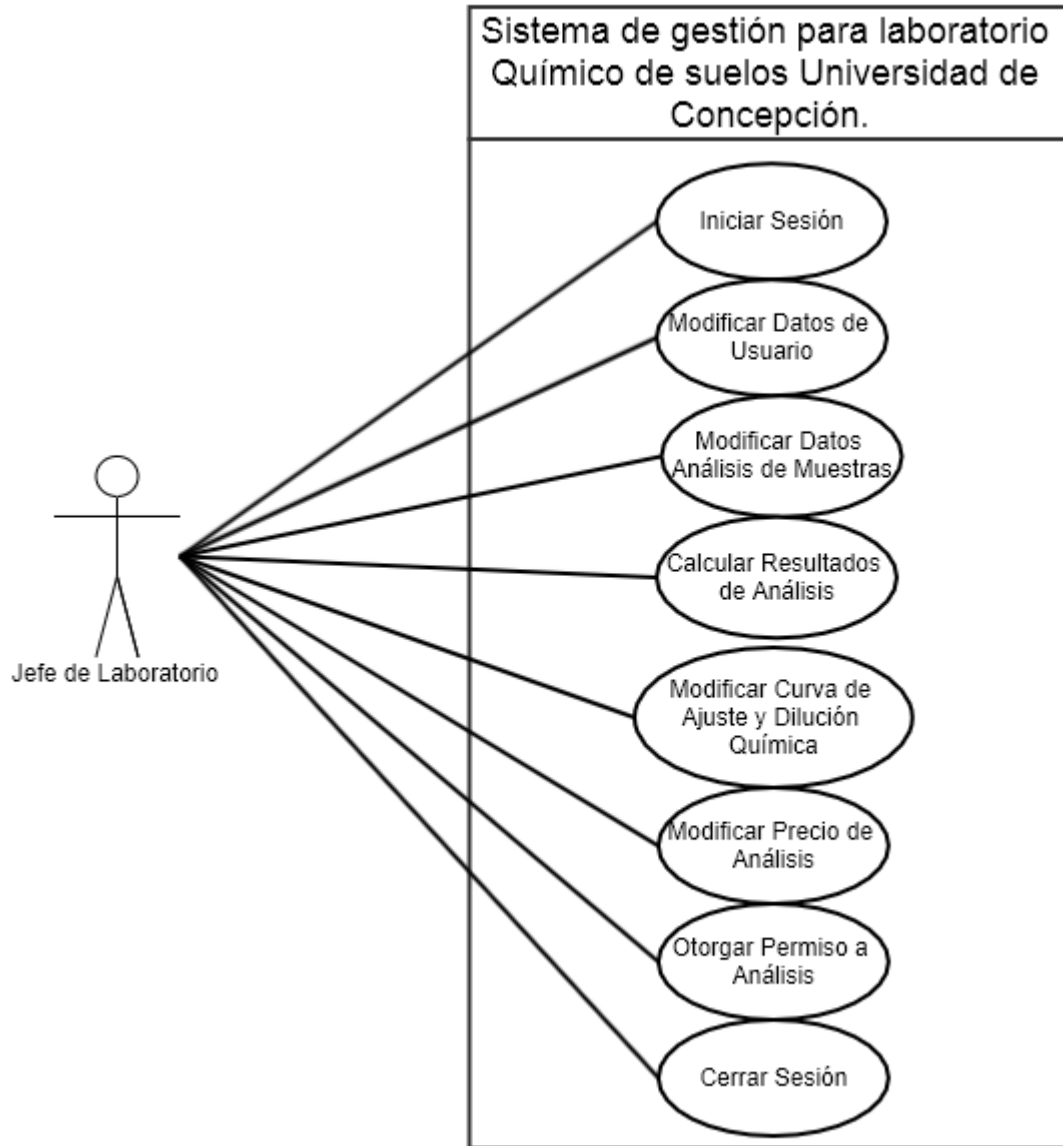 Sistema de gestión para laboratorio
Químico de suelos Universidad de
Concepción.
Iniciar Sesión
Modificar Datos de
Usuario
Modificar Datos
Análisis de Muestras
Calcular Resultados
de Análisis
Jefe de Laboratorio
Modificar Curva de
Ajuste y Dilución
Química
Modificar Precio de
Análisis
Otorgar Permiso a
Análisis
Cerrar Sesión